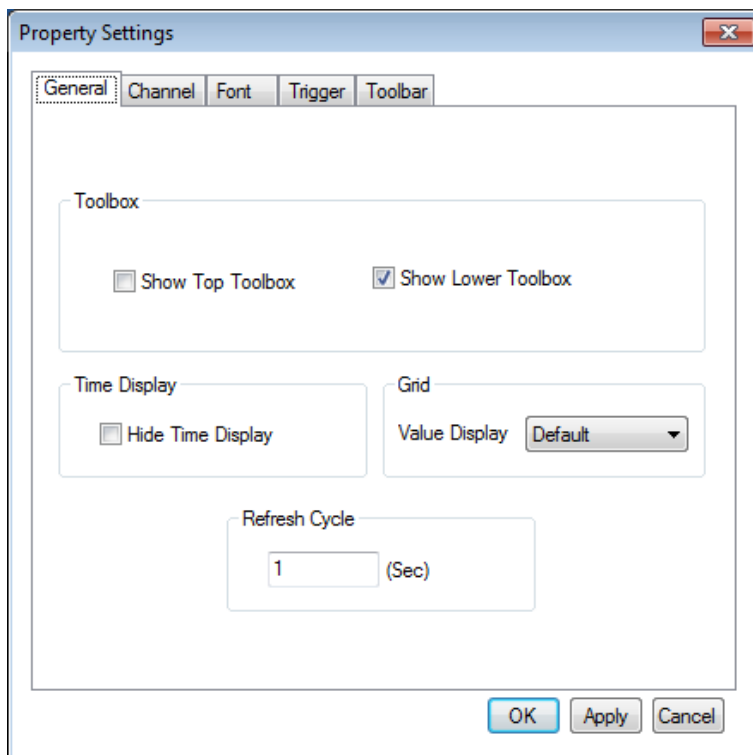 Property Settings
General Channel Font Trigger Toolbar
Toolbox
Show Top Toolbox Show Lower Toolbox
Time Display Grid
Hide Time Display Value Display Default
Refresh Cycle
1 (Sec)
OK Apply Cancel